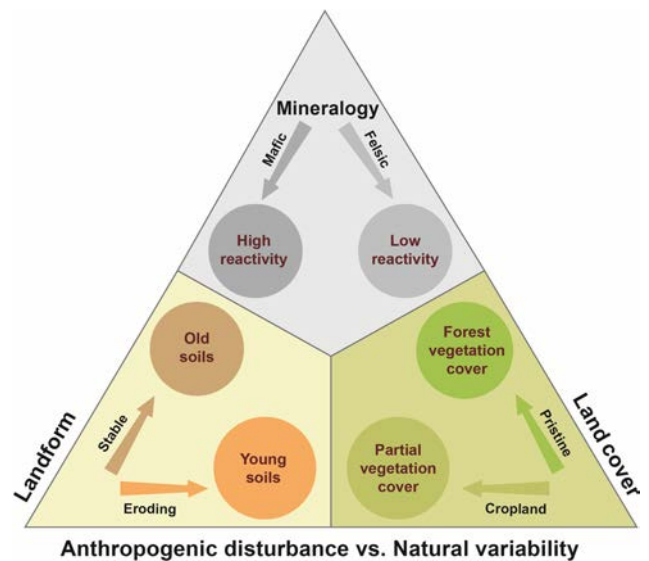 Mineralogy
Mafic
Felsic
High
reactivity
Low
reactivity
Old
soils
Forest
vegetation
cover
Landform
Stable
Young
soils
Eroding
Partial
vegetation
cover
Pristine
Cropland
Land cover
Anthropogenic disturbance vs. Natural variability